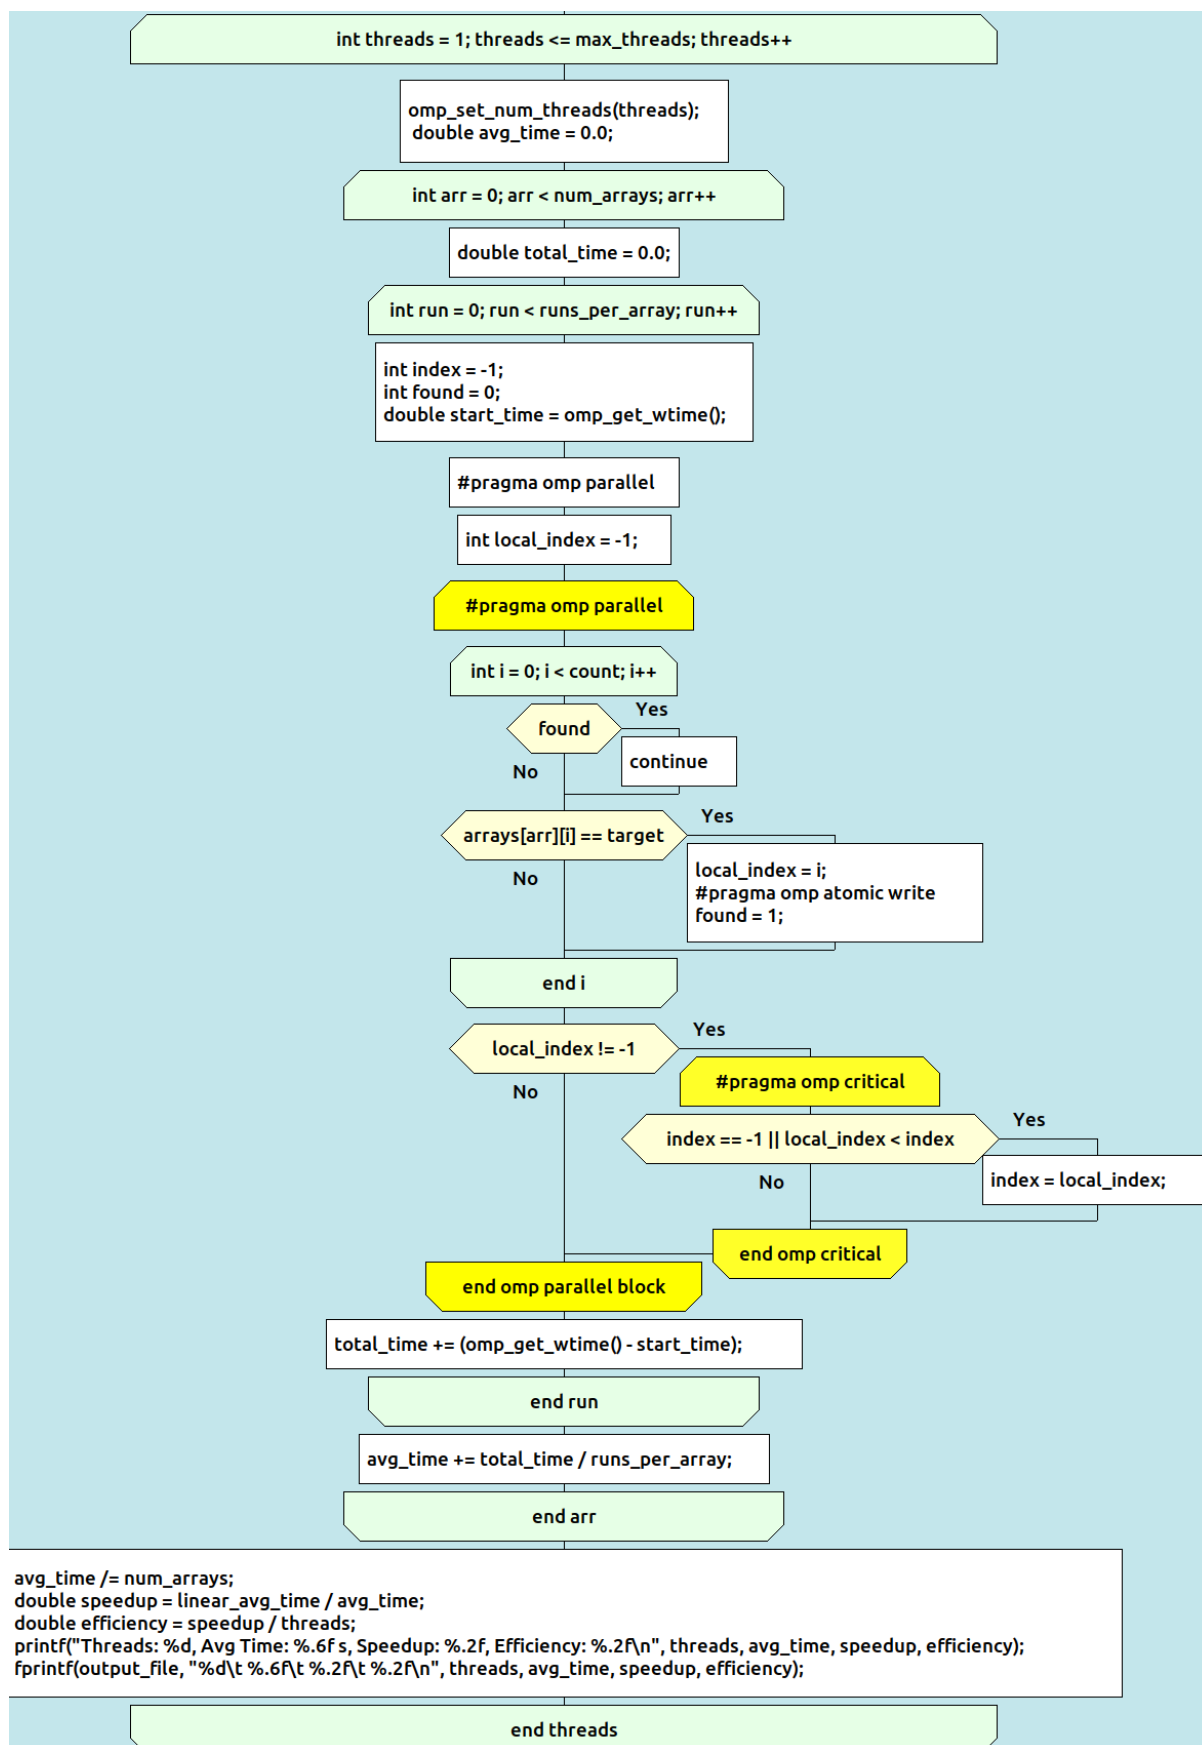 int threads = 1; threads <= max_threads; threads++
omp_set_num_threads(threads);
double avg_time = 0.0;
int arr = 0; arr < num_arrays; arr++
double total_time = 0.0;
int run = 0; run < runs_per_array; run++
int index = -1;
int found = 0;
double start_time = omp_get_wtime();
#pragma omp parallel
int local_index = -1;
#pragma omp parallel
int i = 0; i < count; i++
Yes
found
continue
No
Yes
arrays[arr][i] == target
No
local_index = i;
#pragma omp atomic write
found = 1;
end i
Yes
local_index != -1
No
#pragma omp critical
Yes
index == -1 || local_index < index
No
index = local_index;
end omp critical
end omp parallel block
total_time += (omp_get_wtime() - start_time);
end run
avg_time += total_time / runs_per_array;
end arr
avg_time /= num_arrays;
double speedup = linear_avg_time / avg_time;
double efficiency = speedup / threads;
printf("Threads: %d, Avg Time: %.6f s, Speedup: %.2f, Efficiency: %.2f\n", threads, avg_time, speedup, efficiency);
fprintf(output_file, "%d\t %.6f\t %.2f\t %.2f\n", threads, avg_time, speedup, efficiency);
end threads